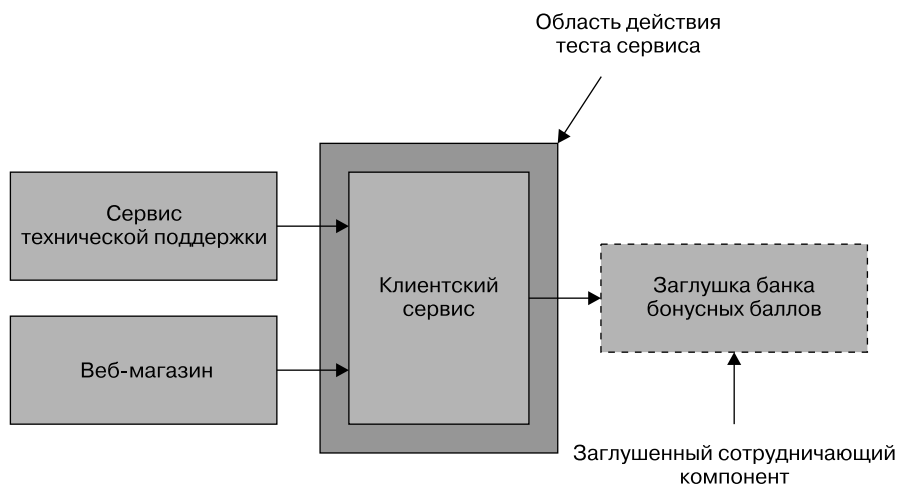 Область действия
теста сервиса
Сервис
технической поддержки
Клиентский
сервис
Заглушка банка
бонусных баллов
Веб-магазин
Заглушенный сотрудничающий
компонент